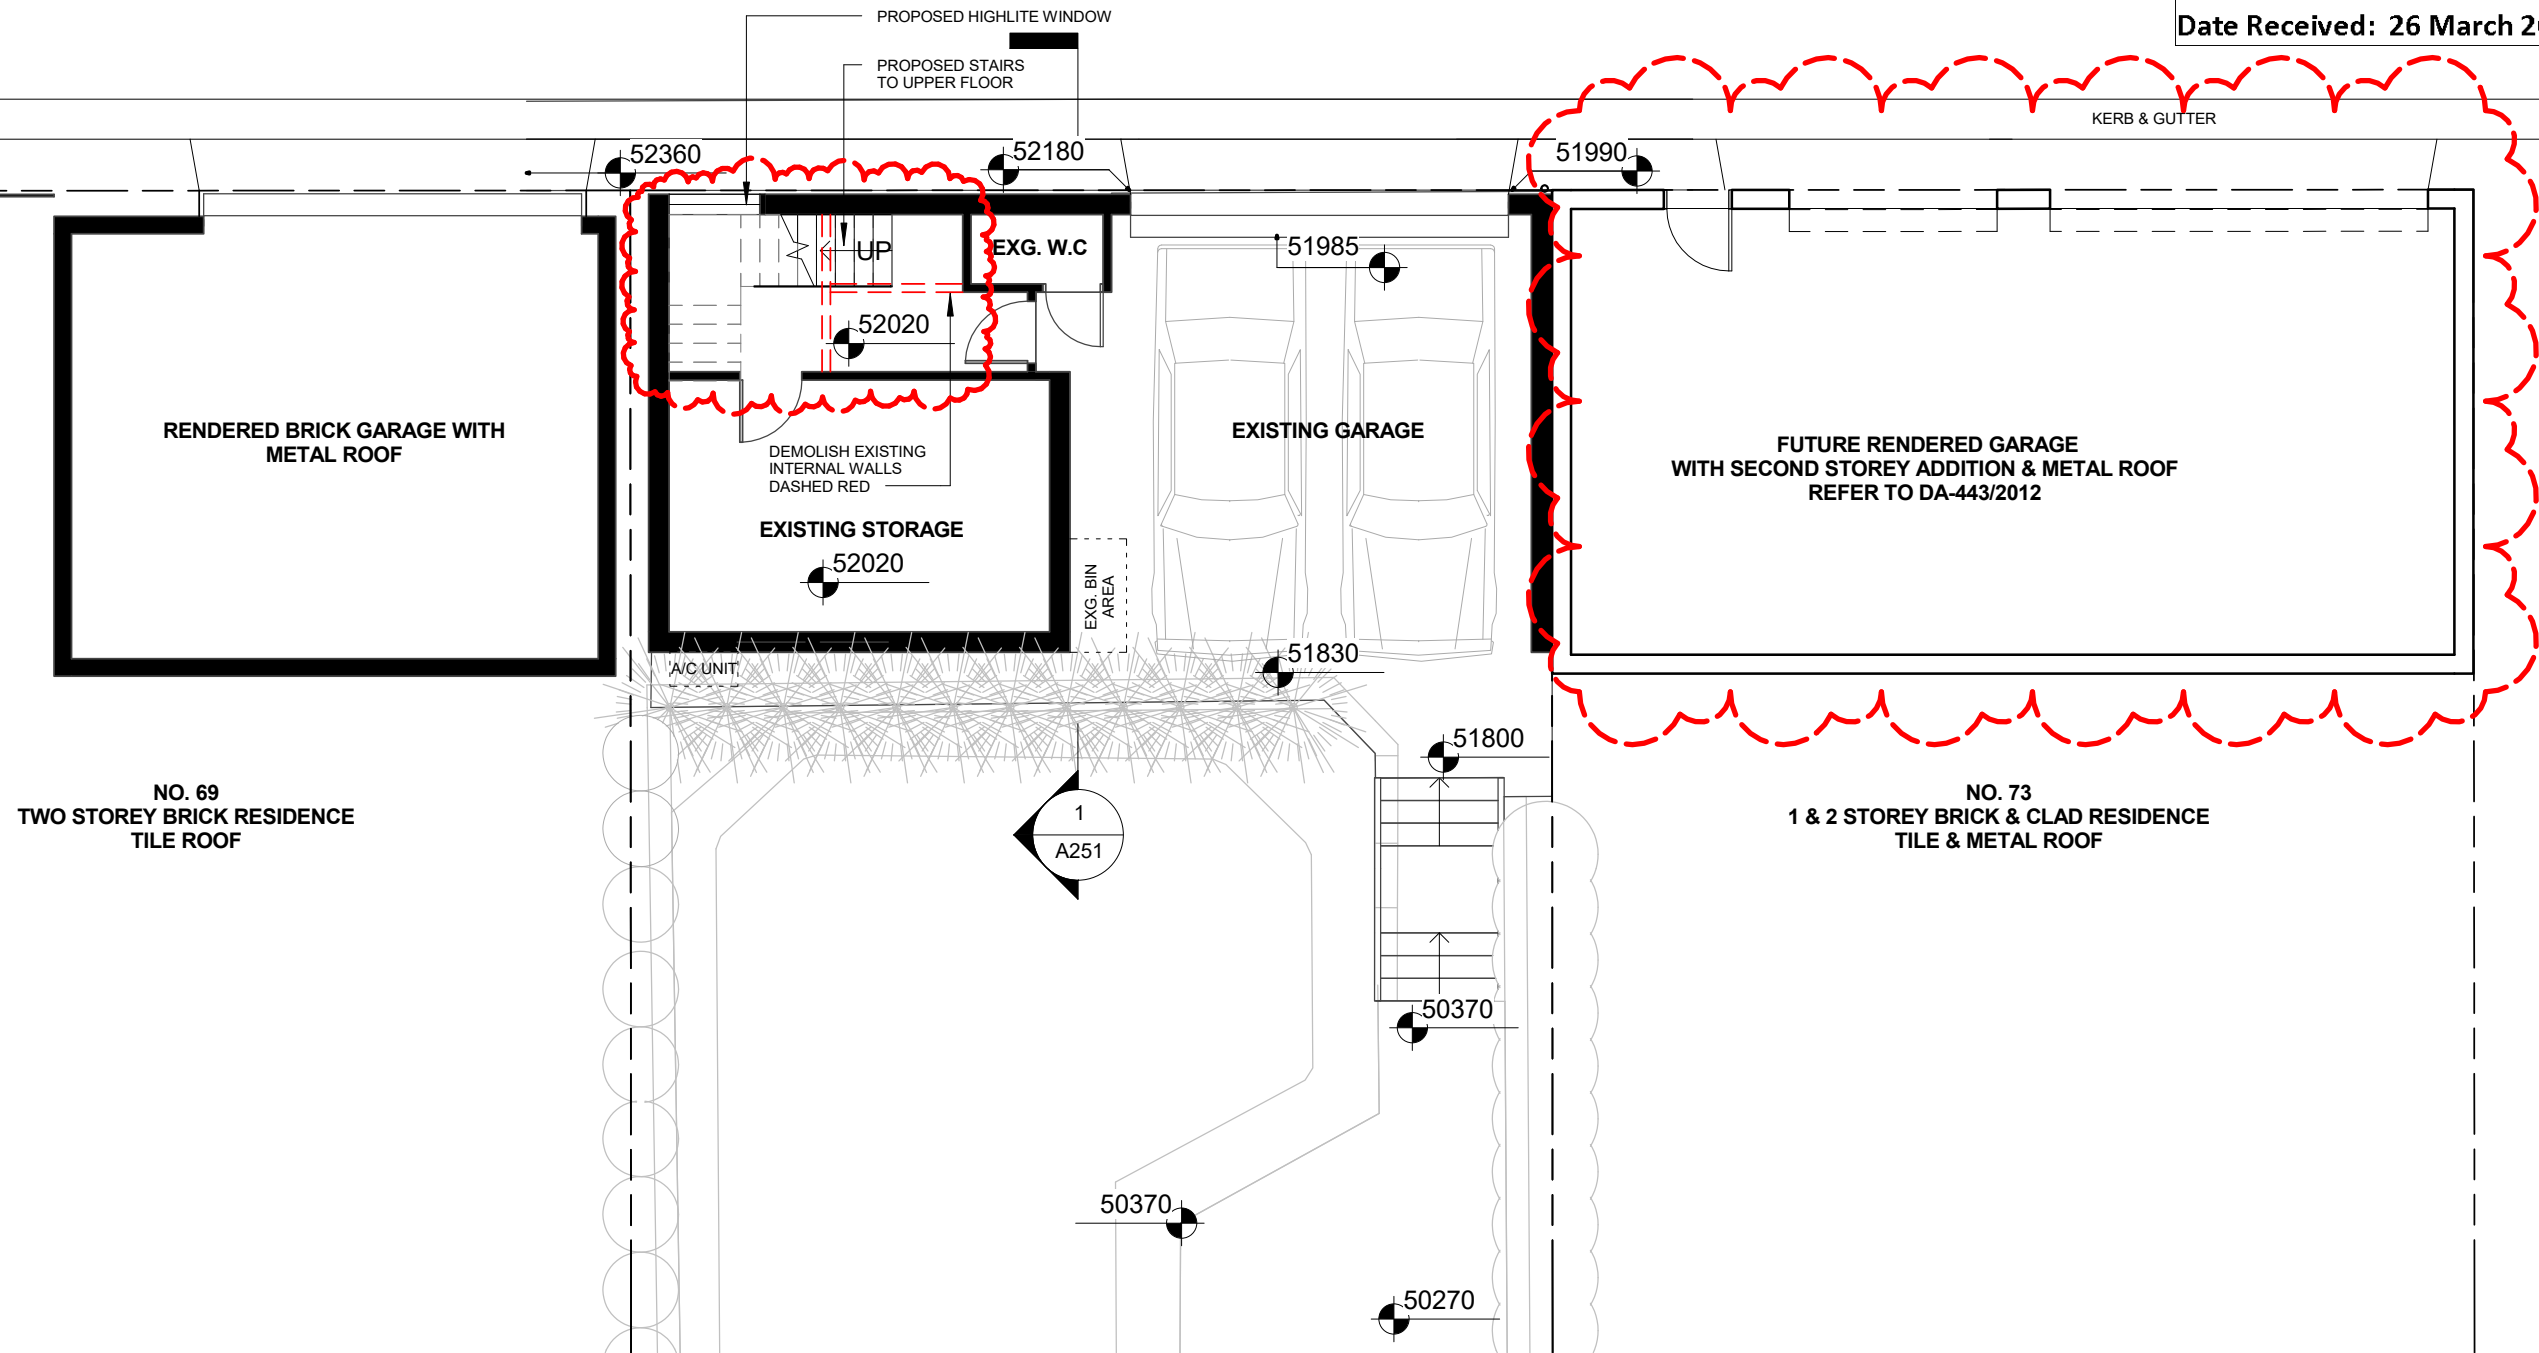 Date Received: 26 March 2
PROPOSED HIGHLITE WINDOW
PROPOSED STAIRS
TO UPPER FLOOR
KERB & GUTTER
52360
52180
51990
UP
EXG. W.C
51985
52020
RENDERED BRICK GARAGE WITH
METAL ROOF
DEMOLISH EXISTING
INTERNAL WALLS
DASHED RED
EXISTING GARAGE
FUTURE RENDERED GARAGE
WITH SECOND STOREY ADDITION & METAL ROOF
REFER TO DA-443/2012
EXISTING STORAGE
52020
EXG. BIN
AREA
A/C UNIT
51830
51800
NO. 69
TWO STOREY BRICK RESIDENCE
TILE ROOF
1
A251
NO. 73
1 & 2 STOREY BRICK & CLAD RESIDENCE
TILE & METAL ROOF
50370
50370
50270